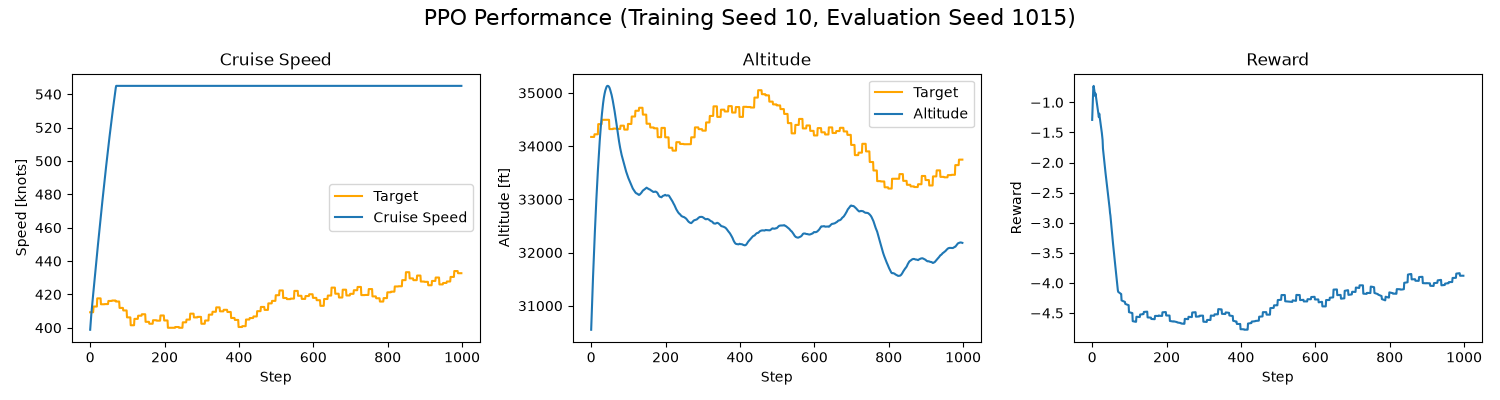 PPO Performance (Training Seed 10, Evaluation Seed 1015)
Cruise Speed
Speed [knots]
540
520
500
480
460
440
420
400
0
200
400
600
800
1000
Step
Target
Cruise Speed
Altitude
Altitude [ft]
35000
34000
33000
32000
31000
0
200
400
600
800
1000
Step
Target
Altitude
Reward
Reward
−1.0
−1.5
−2.0
−2.5
−3.0
−3.5
−4.0
−4.5
0
200
400
600
800
1000
Step